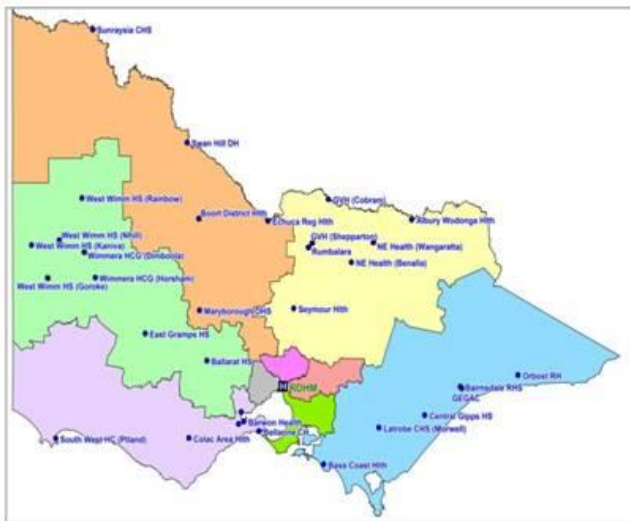 Sunraysia CHS
Swan Hill DH
West Wimm HS (Rainbow)
GVH (Cobram)
Boort District Hlth
Echuca Reg Hlth
Albury Wodonga Hlth
West Wimm HS (Nhill)
GVH (Shepparton)
West Wimm HS (Kaniva)
NE Health (Wangaratta)
Rumbalara
Wimmera HCG (Dimboola)
NE Health (Benalla)
West Wimm HS (Goroke)
Wimmera HCG (Horsham)
Maryborough DHS
Seymour Hlth
East Gramps HS
Ballarat HS
H RDHM
Orbost RH
Bairnsdale RHS
GEGAC
Central Gipps HS
Barwon Health
Latrobe CHS (Morwell)
Bellarine CH
South West HC (Ptland)
Colac Area Hlth
Bass Coast Hlth